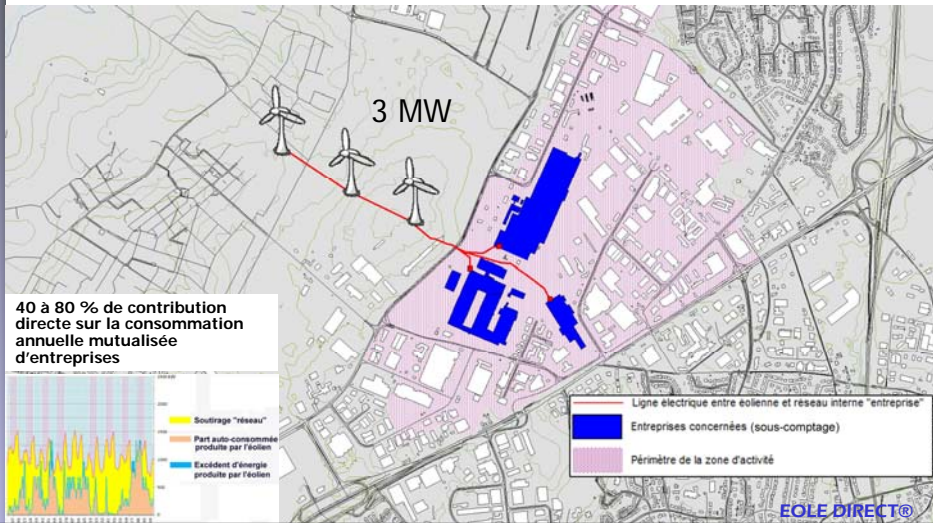 3 MW
40 à 80 % de contribution
directe sur la consommation
annuelle mutualisée
d'entreprises
Soutirage "réseau"
Part auto-consommée
produite par l'éolien
Excédent d'énergie
produite par l'éolien
Ligne électrique entre éolienne et réseau interne "entreprise"
Entreprises concernées (sous-comptage)
Périmètre de la zone d'activité
EOLE DIRECT®